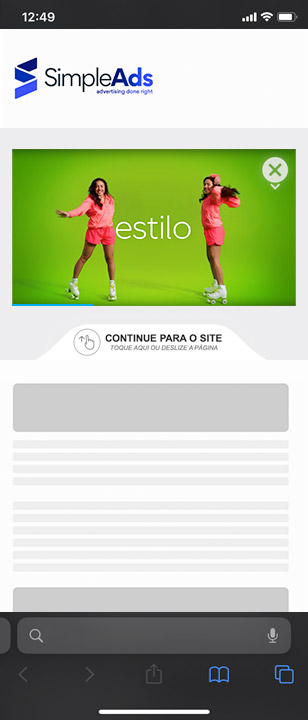 12:49
SimpleAds
advertising done right
estilo
CONTINUE PARA O SITE
TOQUE AQUI OU DESLIZE A PÁGINA